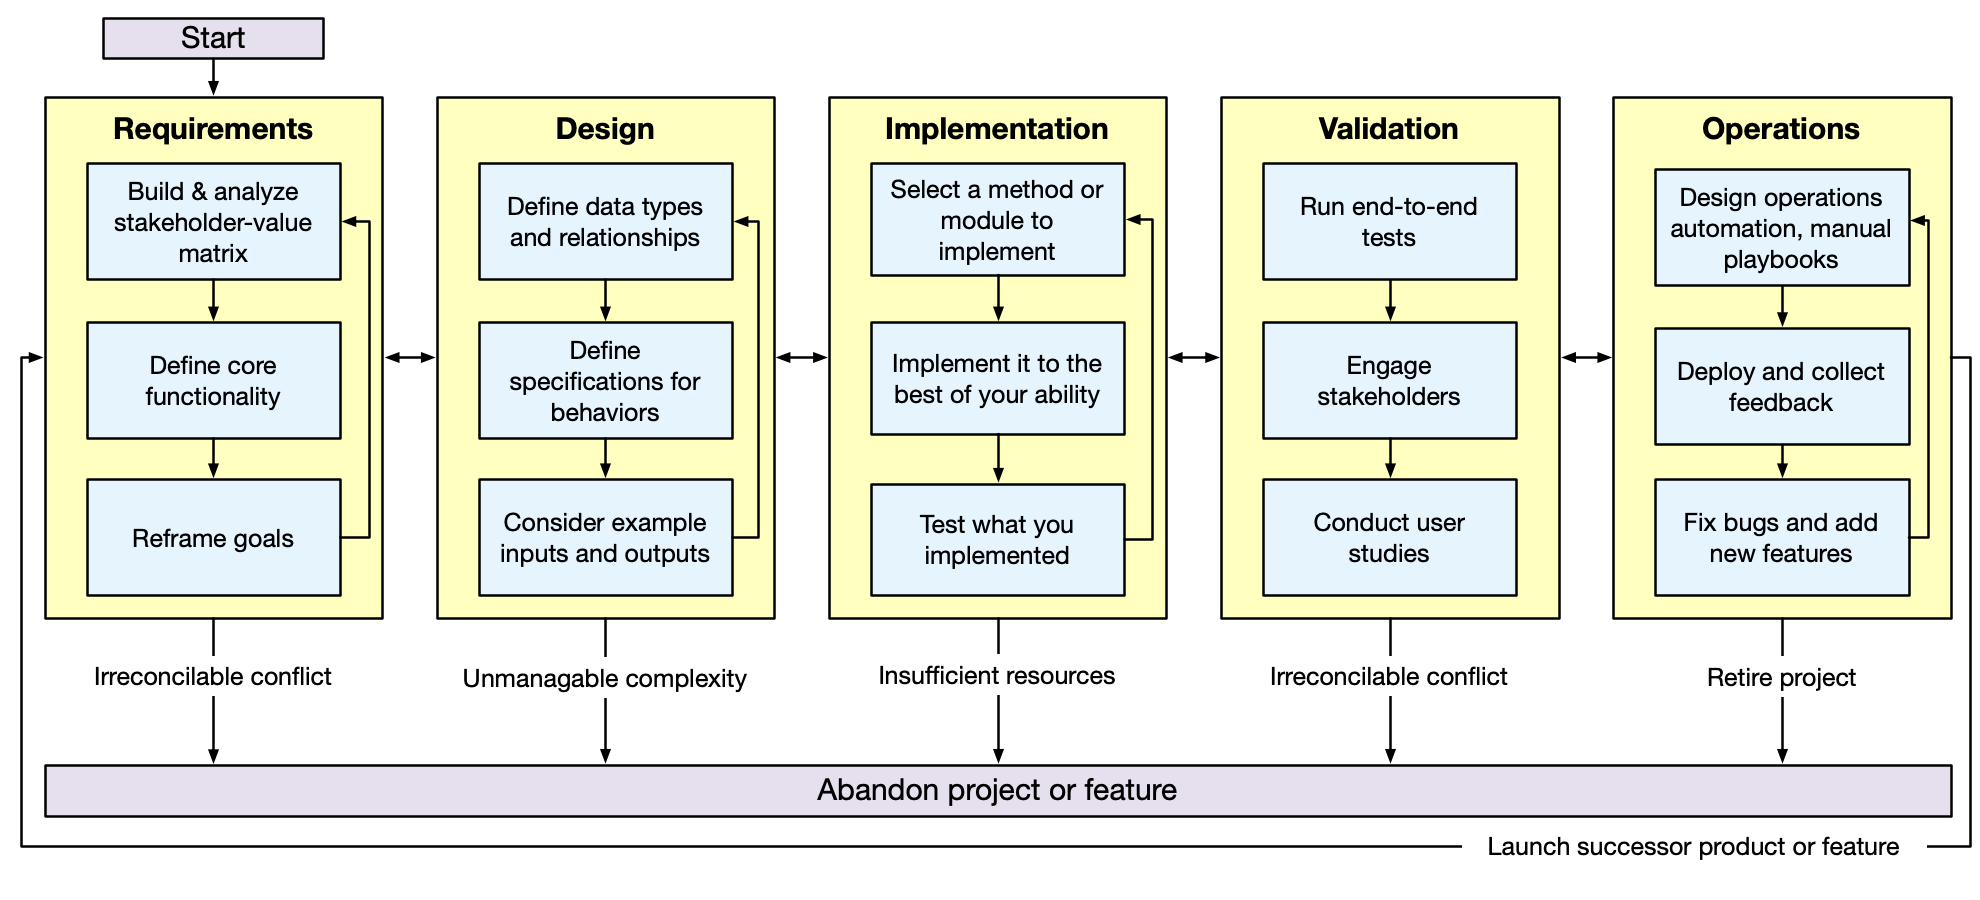 Start
Requirements
Build & analyze
stakeholder-value
matrix
Define core
functionality
Reframe goals
Irreconcilable conflict
Design
Define data types
and relationships
Define
specifications for
behaviors
Consider example
inputs and outputs
Unmanagable complexity
Implementation
Select a method or
module to
implement
Implement it to the
best of your ability
Test what you
implemented
Insufficient resources
Validation
Run end-to-end
tests
Engage
stakeholders
Conduct user
studies
Irreconcilable conflict
Operations
Design operations
automation, manual
playbooks
Deploy and collect
feedback
Fix bugs and add
new features
Retire project
Abandon project or feature
Launch successor product or feature